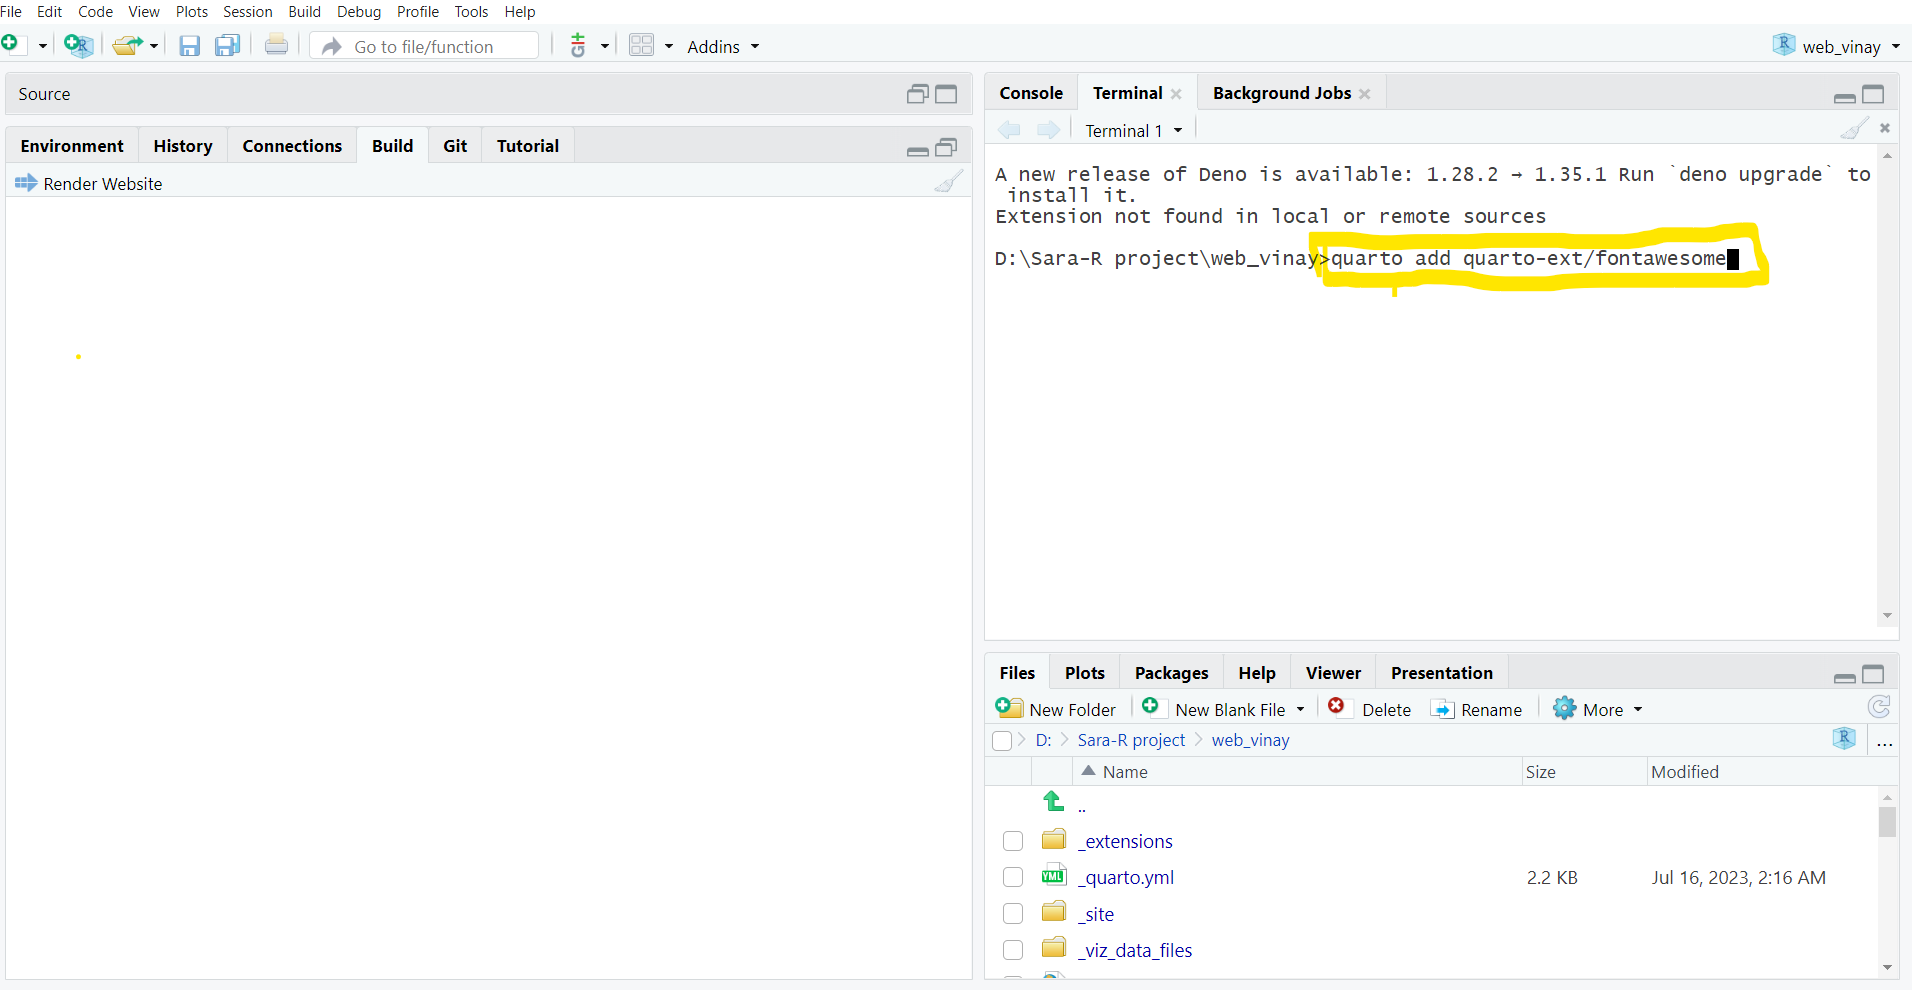 File Edit Code View Plots Session Build Debug Profile Tools Help
Go to file/function Addins web_vinay
Source
Environment History Connections Build Git Tutorial
Render Website
Console Terminal Background Jobs
Terminal 1
A new release of Deno is available: 1.28.2 → 1.35.1 Run `deno upgrade` to
install it.
Extension not found in local or remote sources
D:\Sara-R project\web_vinay>quarto add quarto-ext/fontawesome
Files Plots Packages Help Viewer Presentation
New Folder New Blank File Delete Rename More
D: Sara-R project web_vinay ...
Name Size Modified
..
_extensions
YML _quarto.yml 2.2 KB Jul 16, 2023, 2:16 AM
_site
_viz_data_files